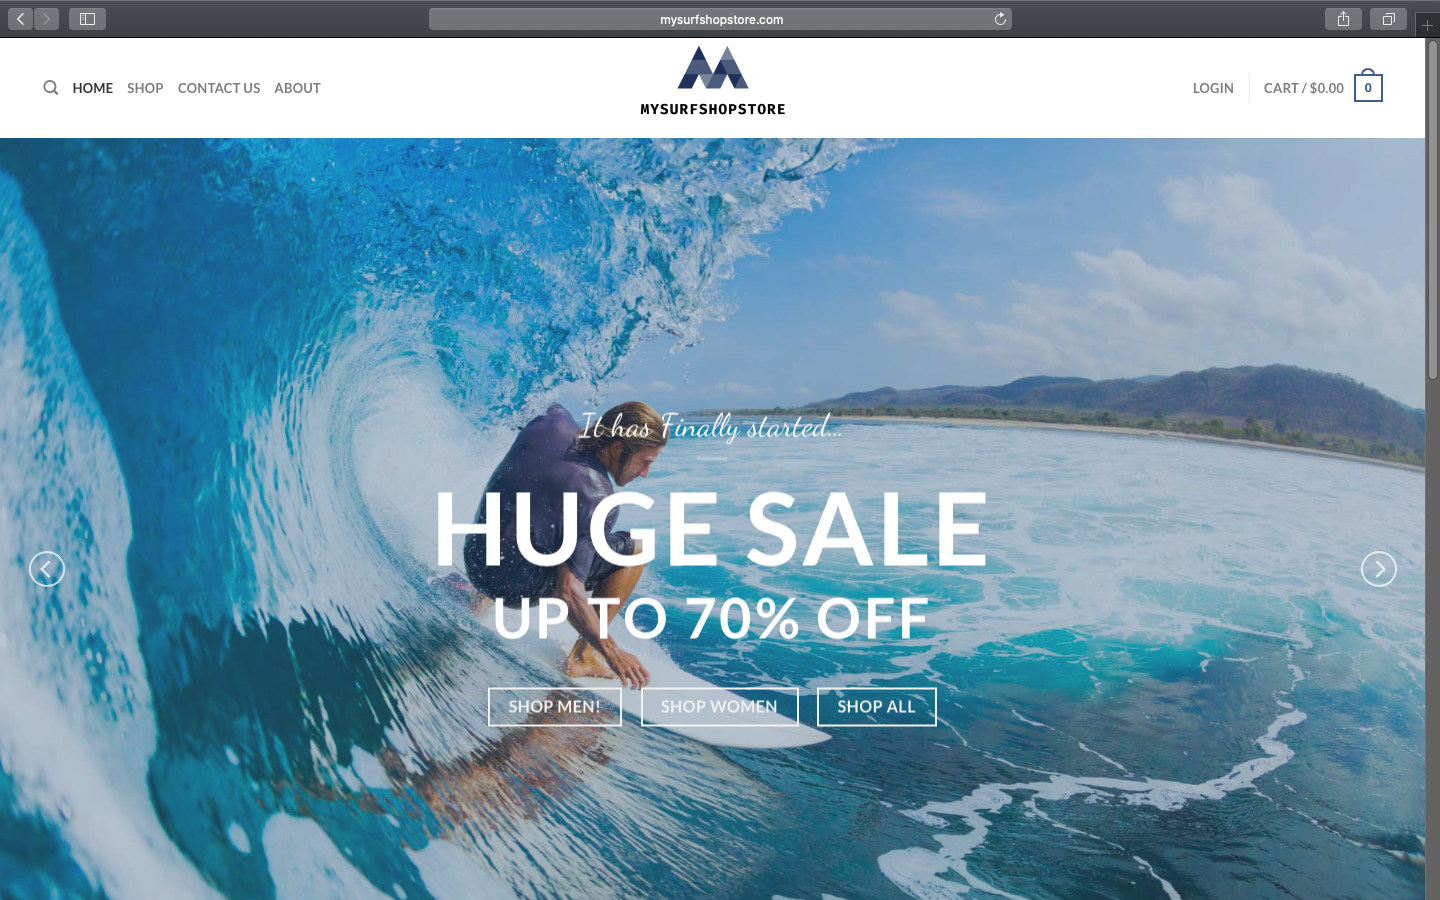 mysurfshopstore.com
HOME SHOP CONTACT US ABOUT
MYSURFSHOPSTORE
LOGIN CART / $0.00 0
It has Finally started...
HUGE SALE
UP TO 70% OFF
SHOP MEN! SHOP WOMEN SHOP ALL